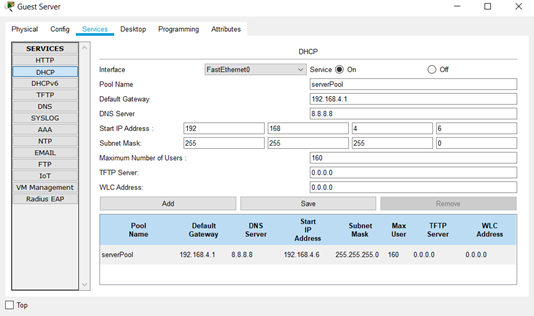 Guest Server
Physical Config Services Desktop Programming Attributes
SERVICES
HTTP
DHCP
DHCPv6
TFTP
DNS
SYSLOG
AAA
NTP
EMAIL
FTP
IoT
VM Management
Radius EAP
DHCP
Interface FastEthernet0 Service On Off
Pool Name serverPool
Default Gateway 192.168.4.1
DNS Server 8.8.8.8
Start IP Address : 192 168 4 6
Subnet Mask: 255 255 255 0
Maximum Number of Users : 160
TFTP Server: 0.0.0.0
WLC Address: 0.0.0.0
Add Save Remove
Pool Name Default Gateway DNS Server Start IP Address Subnet Mask Max User TFTP Server WLC Address
serverPool 192.168.4.1 8.8.8.8 192.168.4.6 255.255.255.0 160 0.0.0.0 0.0.0.0
Top